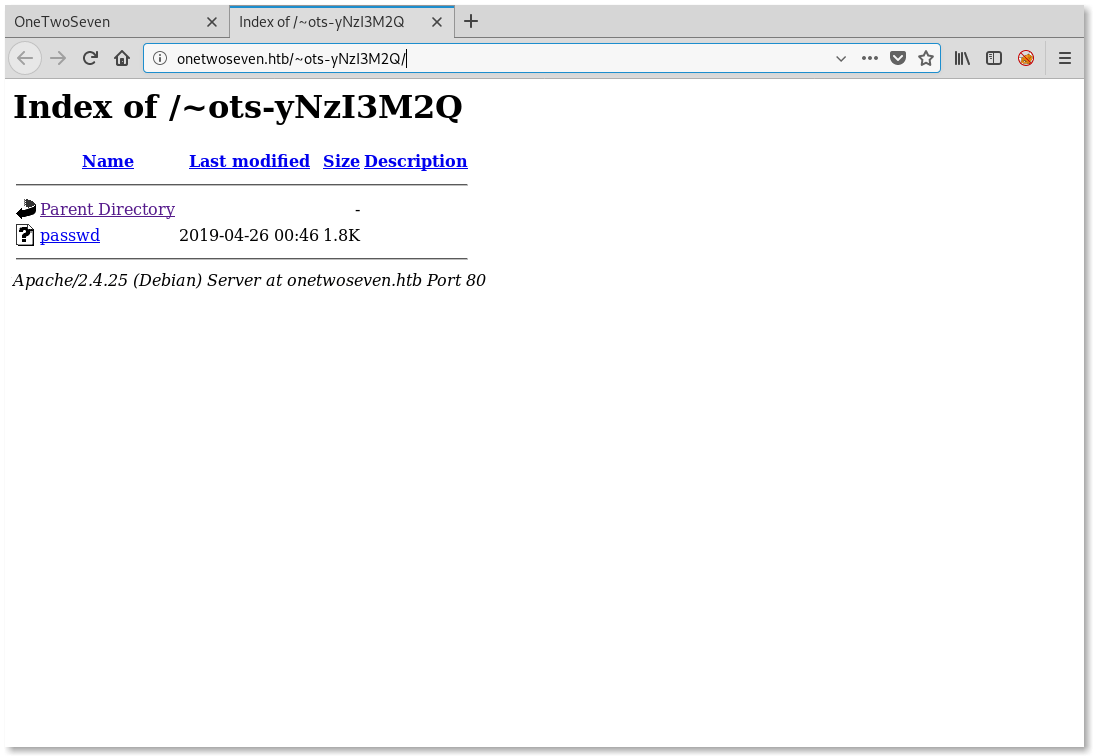 OneTwoSeven
Index of /~ots-yNzI3M2Q
onetwoseven.htb/~ots-yNzI3M2Q/
Index of /~ots-yNzI3M2Q
Name Last modified Size Description
Parent Directory -
passwd 2019-04-26 00:46 1.8K
Apache/2.4.25 (Debian) Server at onetwoseven.htb Port 80